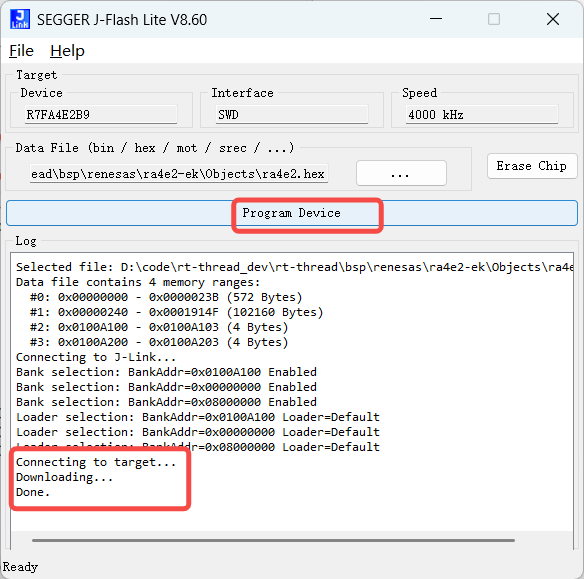 SEGGER J-Flash Lite V8.60
File Help
Target
Device Interface Speed
R7FA4E2B9 SWD 4000 kHz
Data File (bin / hex / mot / srec / ...)
ead\bsp\renesas\ra4e2-ek\Objects\ra4e2.hex ... Erase Chip
Program Device
Log
Selected file: D:\code\rt-thread_dev\rt-thread\bsp\renesas\ra4e2-ek\Objects\ra4e
Data file contains 4 memory ranges:
#0: 0x00000000 - 0x0000023B (572 Bytes)
#1: 0x00000240 - 0x0001914F (102160 Bytes)
#2: 0x0100A100 - 0x0100A103 (4 Bytes)
#3: 0x0100A200 - 0x0100A203 (4 Bytes)
Connecting to J-Link...
Bank selection: BankAddr=0x0100A100 Enabled
Bank selection: BankAddr=0x00000000 Enabled
Bank selection: BankAddr=0x08000000 Enabled
Loader selection: BankAddr=0x0100A100 Loader=Default
Loader selection: BankAddr=0x00000000 Loader=Default
Loader selection: BankAddr=0x08000000 Loader=Default
Connecting to target...
Downloading...
Done.
Ready